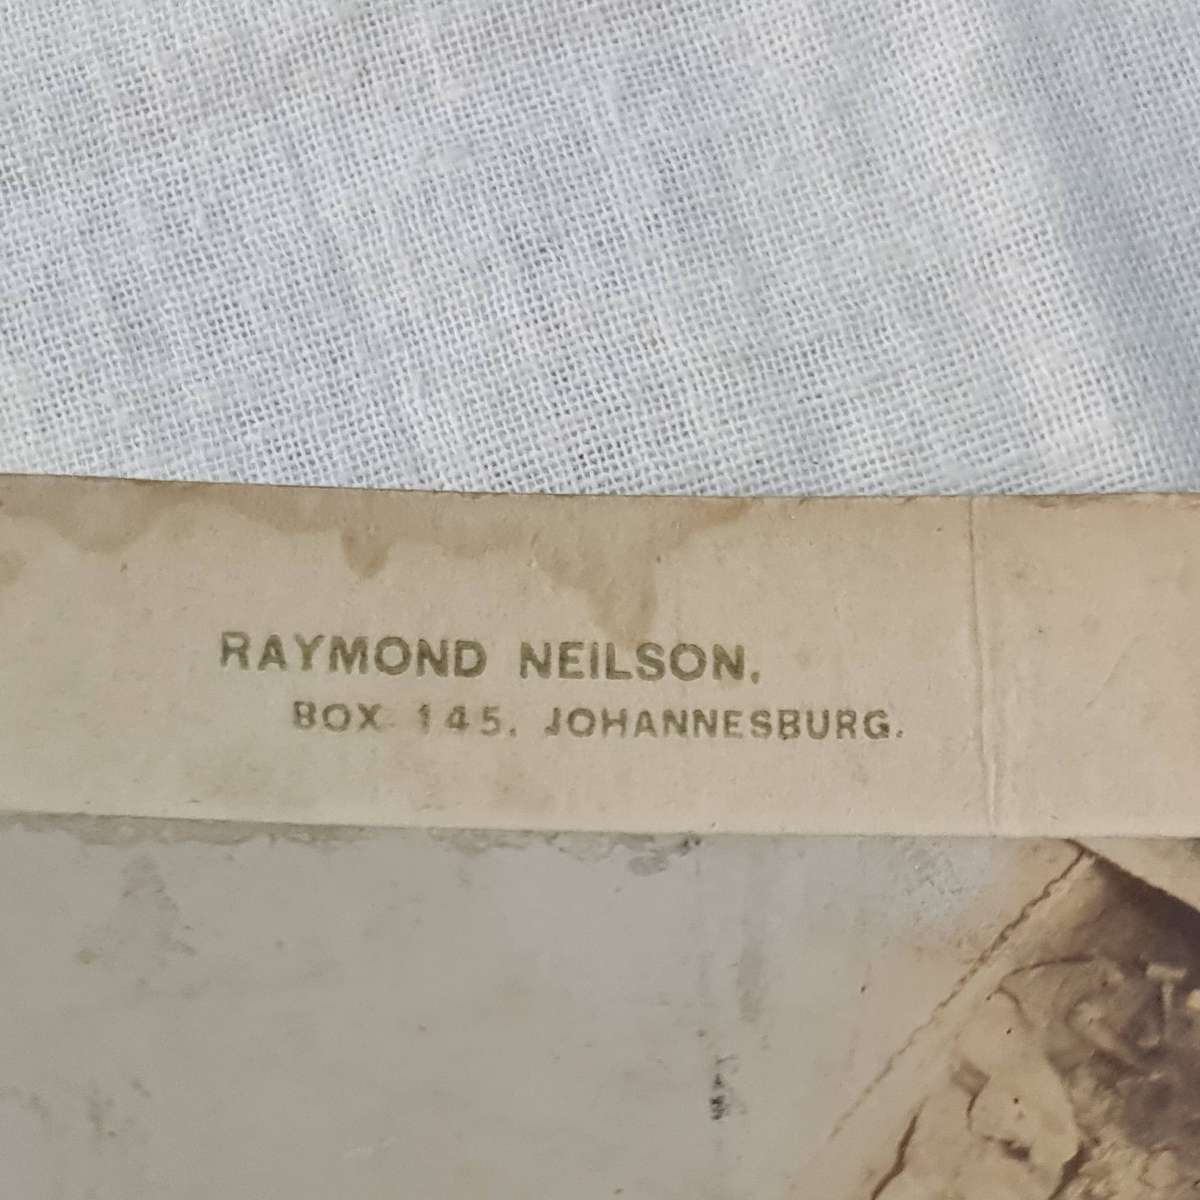 RAYMOND NEILSON.
BOX 145, JOHANNESBURG.